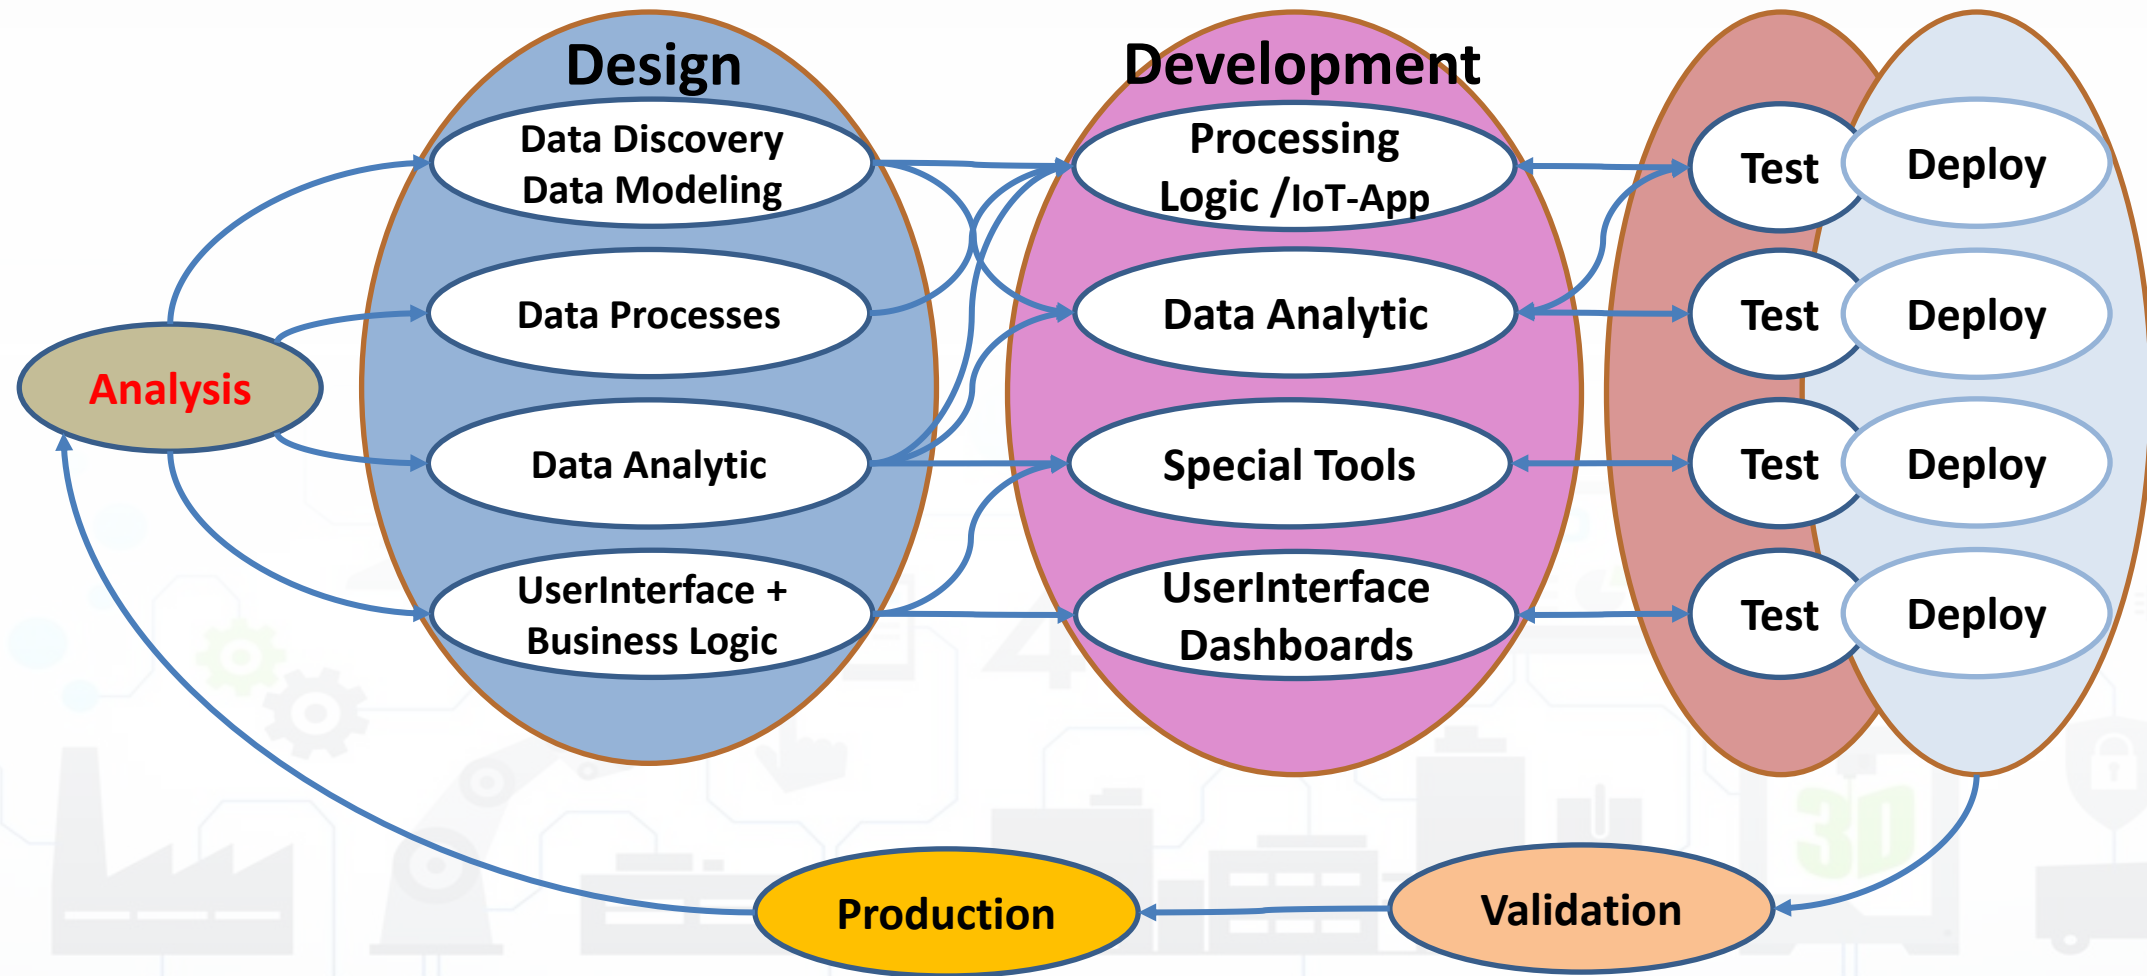 Design
Development
Data Discovery
Data Modeling
Processing
Logic /IoT-App
Test
Deploy
Data Processes
Data Analytic
Test
Deploy
Analysis
Data Analytic
Special Tools
Test
Deploy
UserInterface +
Business Logic
UserInterface
Dashboards
Test
Deploy
3D
Production
Validation